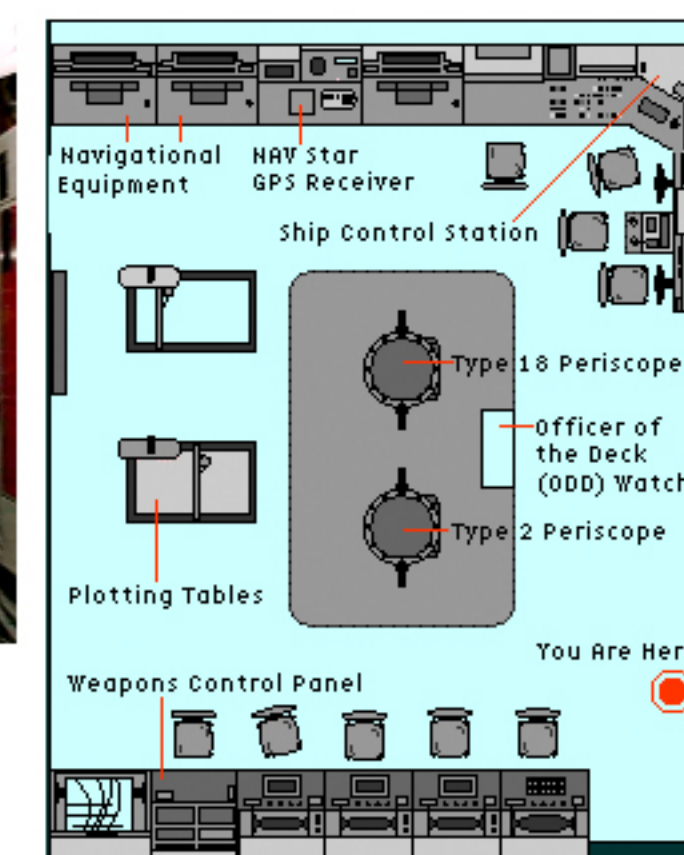 Navigational
Equipment
NAV Star
GPS Receiver
Ship Control Station
Type 18 Periscope
Officer of
the Deck
(OOD) Watch
Type 2 Periscope
Plotting Tables
You Are Her
Weapons Control Panel